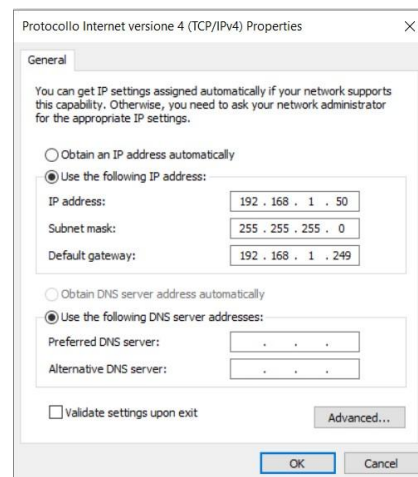 Protocollo Internet versione 4 (TCP/IPv4) Properties
General
You can get IP settings assigned automatically if your network supports
this capability. Otherwise, you need to ask your network administrator
for the appropriate IP settings.
Obtain an IP address automatically
Use the following IP address:
IP address: 192 . 168 . 1 . 50
Subnet mask: 255 . 255 . 255 . 0
Default gateway: 192 . 168 . 1 . 249
Obtain DNS server address automatically
Use the following DNS server addresses:
Preferred DNS server: . . .
Alternative DNS server: . . .
Validate settings upon exit
Advanced...
OK Cancel